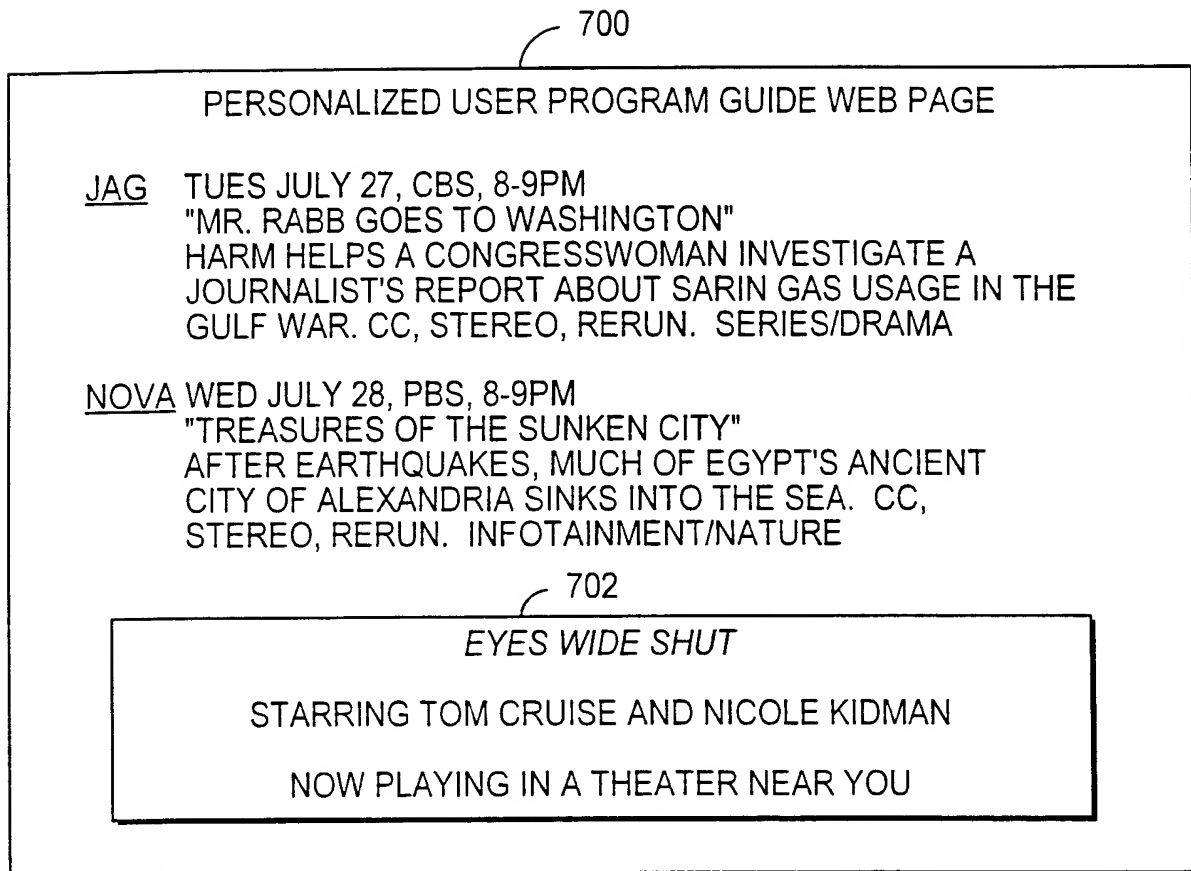 700
PERSONALIZED USER PROGRAM GUIDE WEB PAGE
JAG TUES JULY 27, CBS, 8-9PM
"MR. RABB GOES TO WASHINGTON"
HARM HELPS A CONGRESSWOMAN INVESTIGATE A
JOURNALIST'S REPORT ABOUT SARIN GAS USAGE IN THE
GULF WAR. CC, STEREO, RERUN. SERIES/DRAMA
NOVA WED JULY 28, PBS, 8-9PM
"TREASURES OF THE SUNKEN CITY"
AFTER EARTHQUAKES, MUCH OF EGYPT'S ANCIENT
CITY OF ALEXANDRIA SINKS INTO THE SEA. CC,
STEREO, RERUN. INFOTAINMENT/NATURE
702
EYES WIDE SHUT
STARRING TOM CRUISE AND NICOLE KIDMAN
NOW PLAYING IN A THEATER NEAR YOU